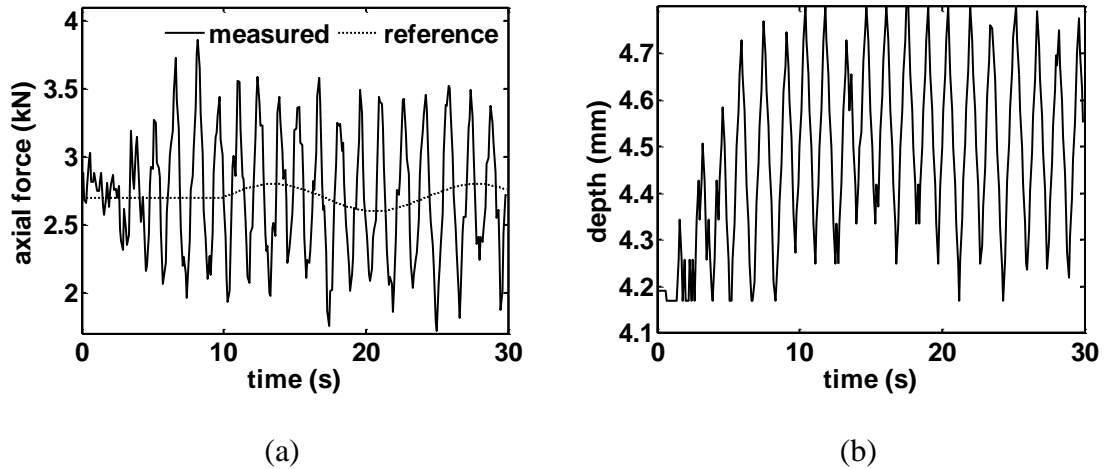 4
3.5
3
2.5
2
measured reference
axial force (kN)
0 10 20 30
time (s)
(a)
4.7
4.6
4.5
4.4
4.3
4.2
4.1
depth (mm)
0 10 20 30
time (s)
(b)